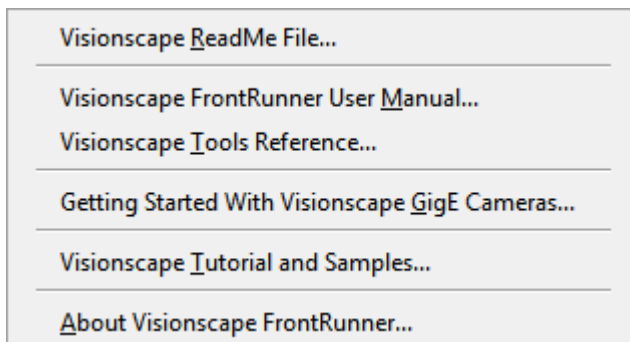 Visionscape ReadMe File...
Visionscape FrontRunner User Manual...
Visionscape Tools Reference...
Getting Started With Visionscape GigE Cameras...
Visionscape Tutorial and Samples...
About Visionscape FrontRunner...